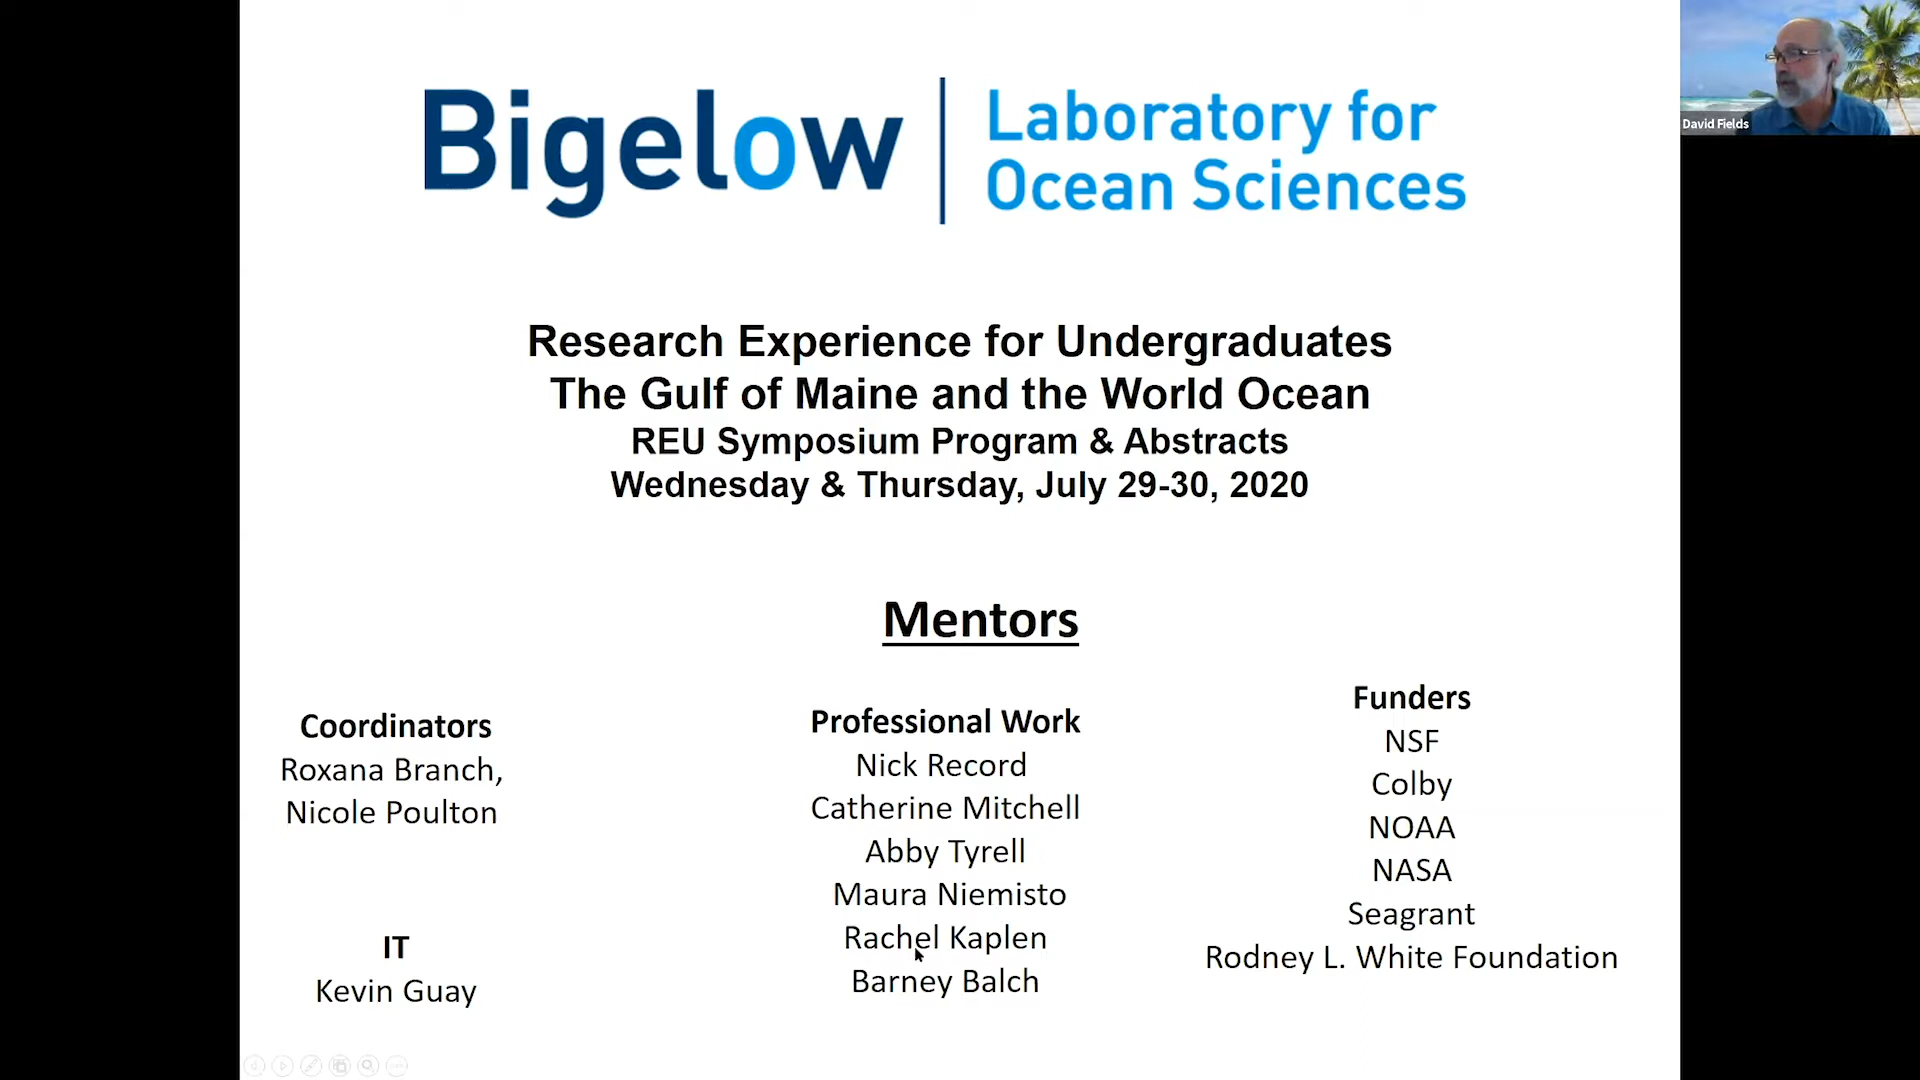 Bigelow
Laboratory for
Ocean Sciences
David Fields
Research Experience for Undergraduates
The Gulf of Maine and the World Ocean
REU Symposium Program & Abstracts
Wednesday & Thursday, July 29-30, 2020
Mentors
Coordinators
Roxana Branch,
Nicole Poulton
IT
Kevin Guay
Professional Work
Nick Record
Catherine Mitchell
Abby Tyrell
Maura Niemisto
Rachel Kaplen
Barney Balch
Funders
NSF
Colby
NOAA
NASA
Seagrant
Rodney L. White Foundation